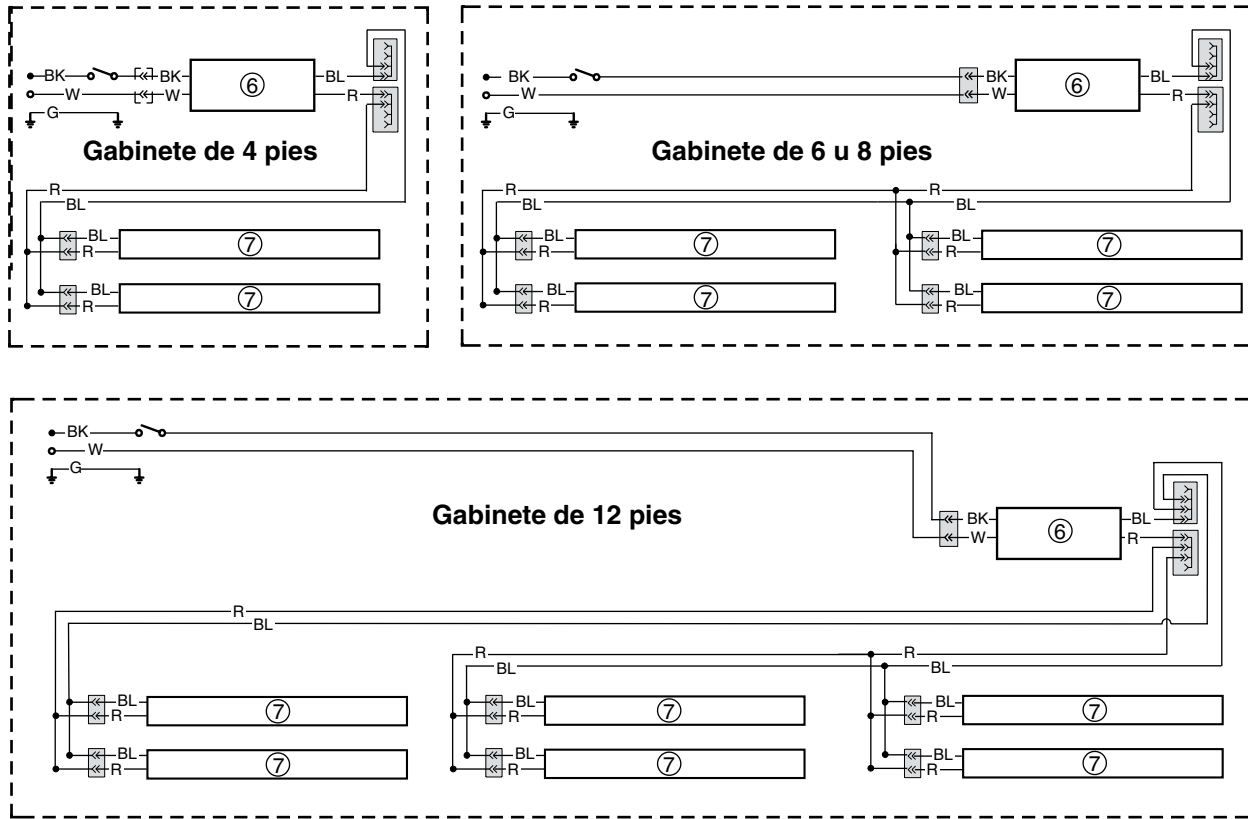 BK BK ⑥ BL
W W R
G
Gabinete de 4 pies
R
BL
BL ⑦
R
BL ⑦
R
BK BK ⑥ BL
W W R
G
Gabinete de 6 u 8 pies
R R
BL BL
BL ⑦ BL ⑦
R R
BL ⑦ BL ⑦
R R
BK
W
G
Gabinete de 12 pies
BK ⑥ BL
W R
R
BL
R R
BL BL
BL ⑦ BL ⑦ BL ⑦
R R R
BL ⑦ BL ⑦ BL ⑦
R R R